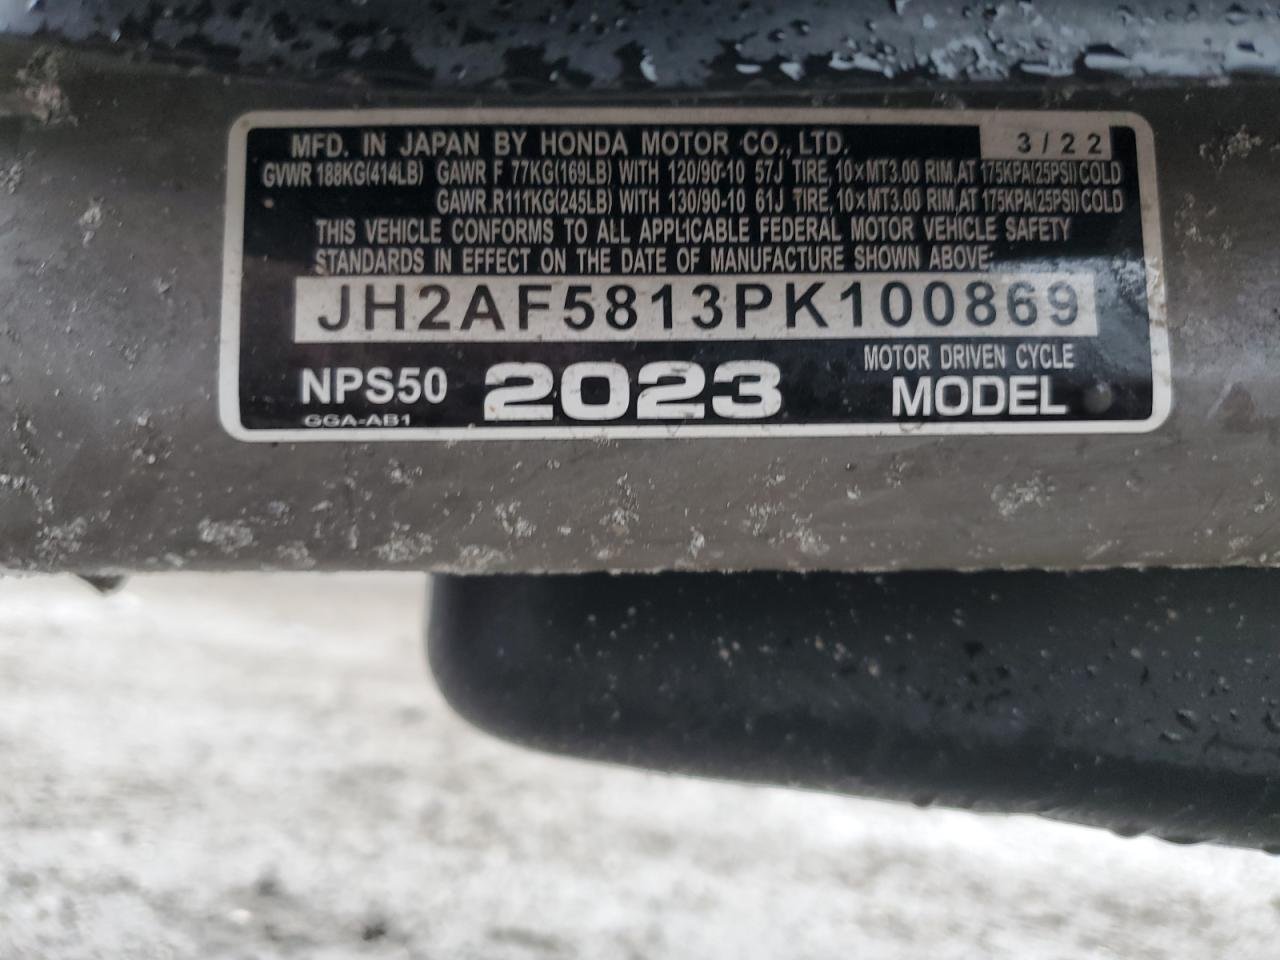 MFD. IN JAPAN BY HONDA MOTOR CO., LTD. 3/22
GVWR 188KG(414LB) GAWR F 77KG(169LB) WITH 120/90-10 57J TIRE, 10×MT3.00 RIM, AT 175KPA(25PSI) COLD
GAWR R111KG(245LB) WITH 130/90-10 61J TIRE, 10×MT3.00 RIM, AT 175KPA(25PSI) COLD
THIS VEHICLE CONFORMS TO ALL APPLICABLE FEDERAL MOTOR VEHICLE SAFETY
STANDARDS IN EFFECT ON THE DATE OF MANUFACTURE SHOWN ABOVE.
JH2AF5813PK100869
NPS50 2023 MOTOR DRIVEN CYCLE
GGA-AB1 MODEL